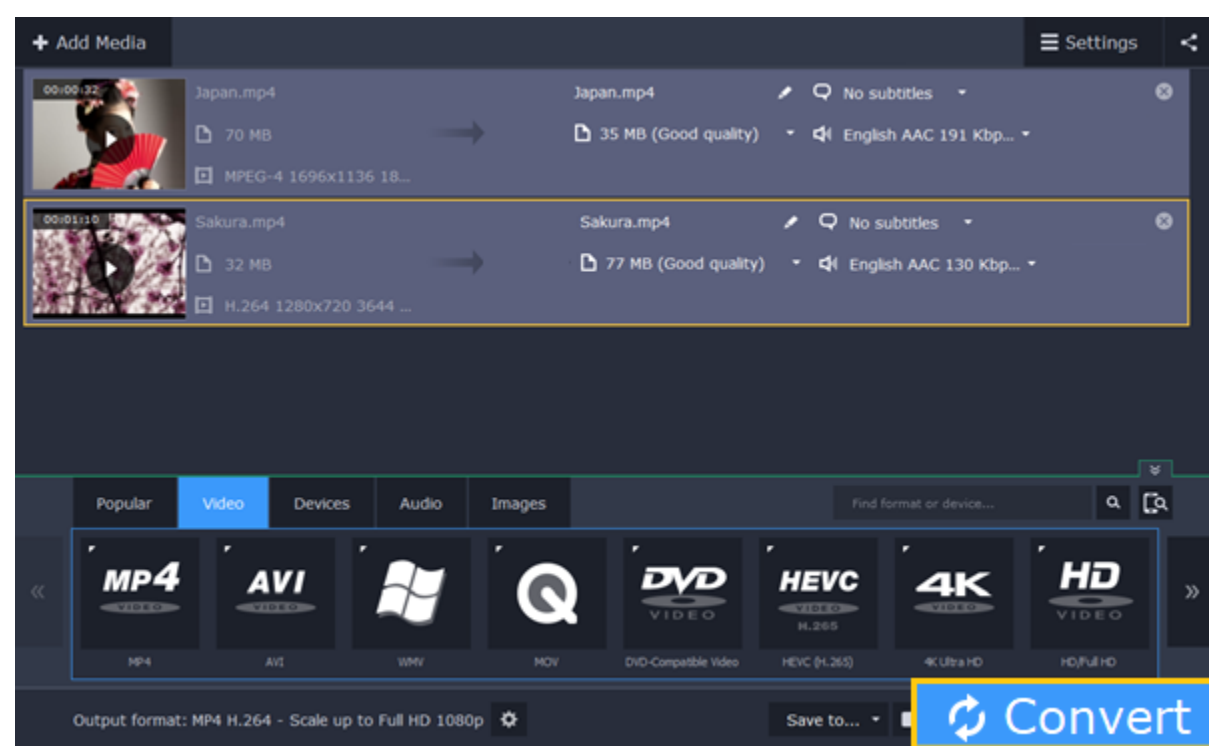 Add Media
Settings
00:00:32
Japan.mp4
Japan.mp4
No subtitles
70 MB
35 MB (Good quality)
English AAC 191 Kbp...
MPEG-4 1696x1136 18...
00:01:10
Sakura.mp4
Sakura.mp4
No subtitles
32 MB
77 MB (Good quality)
English AAC 130 Kbp...
H.264 1280x720 3644 ...
Popular
Video
Devices
Audio
Images
Find format or device...
MP4
VIDEO
AVI
VIDEO
DVD
VIDEO
HEVC
VIDEO
H.265
4K
VIDEO
HD
VIDEO
MP4
AVI
WMV
MOV
DVD-Compatible Video
HEVC (H.265)
4K Ultra HD
HD/Full HD
Output format: MP4 H.264 - Scale up to Full HD 1080p
Save to...
Convert